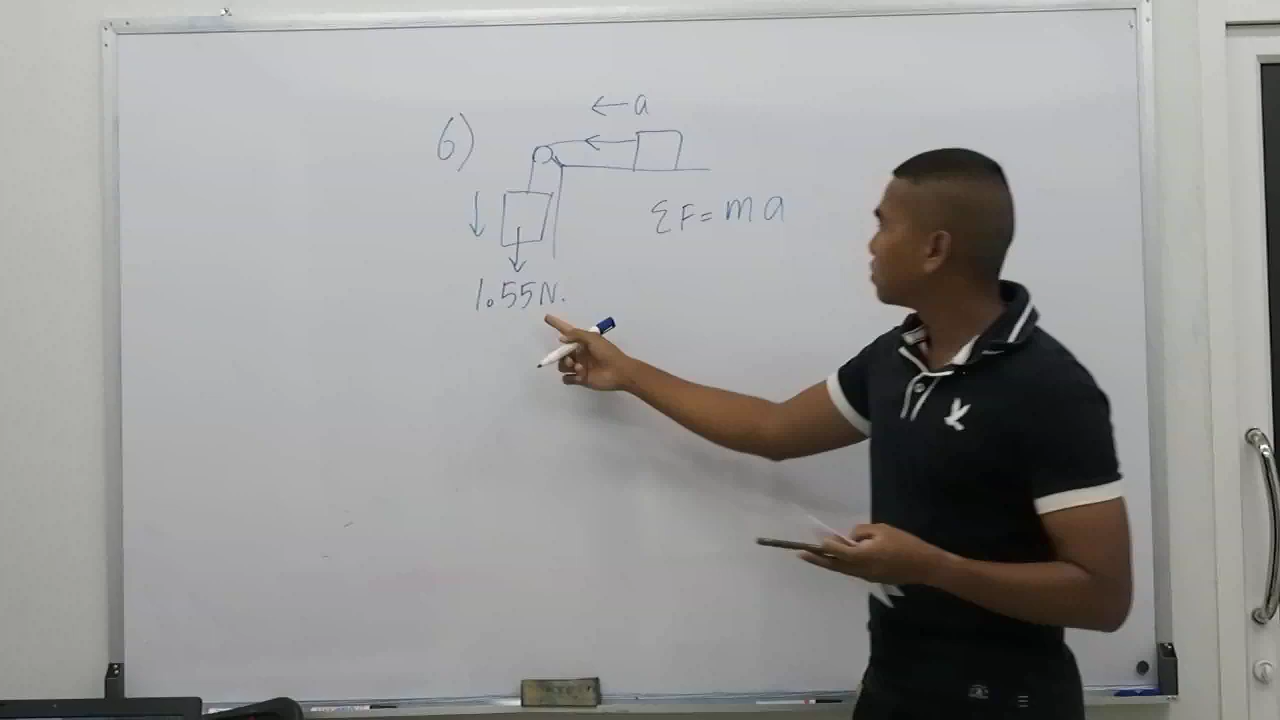 ← a
6)
ΣF = ma
1.55N.